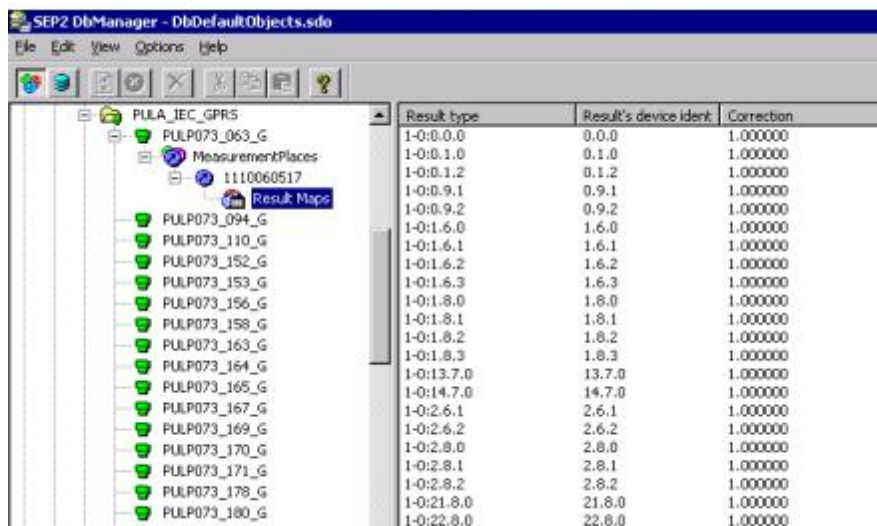 SEP2 DbManager - DbDefaultObjects.sdo
File Edit View Options Help
PULA_IEC_GPRS
PULP073_063_G
MeasurementPlaces
1110060517
Result Maps
PULP073_094_G
PULP073_110_G
PULP073_152_G
PULP073_153_G
PULP073_156_G
PULP073_158_G
PULP073_163_G
PULP073_164_G
PULP073_165_G
PULP073_167_G
PULP073_169_G
PULP073_170_G
PULP073_171_G
PULP073_178_G
PULP073_180_G
Result type Result's device ident Correction
1-0:0.0.0 0.0.0 1.000000
1-0:0.1.0 0.1.0 1.000000
1-0:0.1.2 0.1.2 1.000000
1-0:0.9.1 0.9.1 1.000000
1-0:0.9.2 0.9.2 1.000000
1-0:1.6.0 1.6.0 1.000000
1-0:1.6.1 1.6.1 1.000000
1-0:1.6.2 1.6.2 1.000000
1-0:1.6.3 1.6.3 1.000000
1-0:1.8.0 1.8.0 1.000000
1-0:1.8.1 1.8.1 1.000000
1-0:1.8.2 1.8.2 1.000000
1-0:1.8.3 1.8.3 1.000000
1-0:13.7.0 13.7.0 1.000000
1-0:14.7.0 14.7.0 1.000000
1-0:2.6.1 2.6.1 1.000000
1-0:2.6.2 2.6.2 1.000000
1-0:2.8.0 2.8.0 1.000000
1-0:2.8.1 2.8.1 1.000000
1-0:2.8.2 2.8.2 1.000000
1-0:21.8.0 21.8.0 1.000000
1-0:22.8.0 22.8.0 1.000000